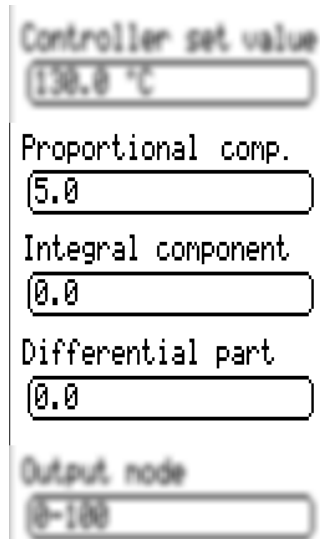 Controller set value
130.0 °C
Proportional comp.
5.0
Integral component
0.0
Differential part
0.0
Output mode
0-100